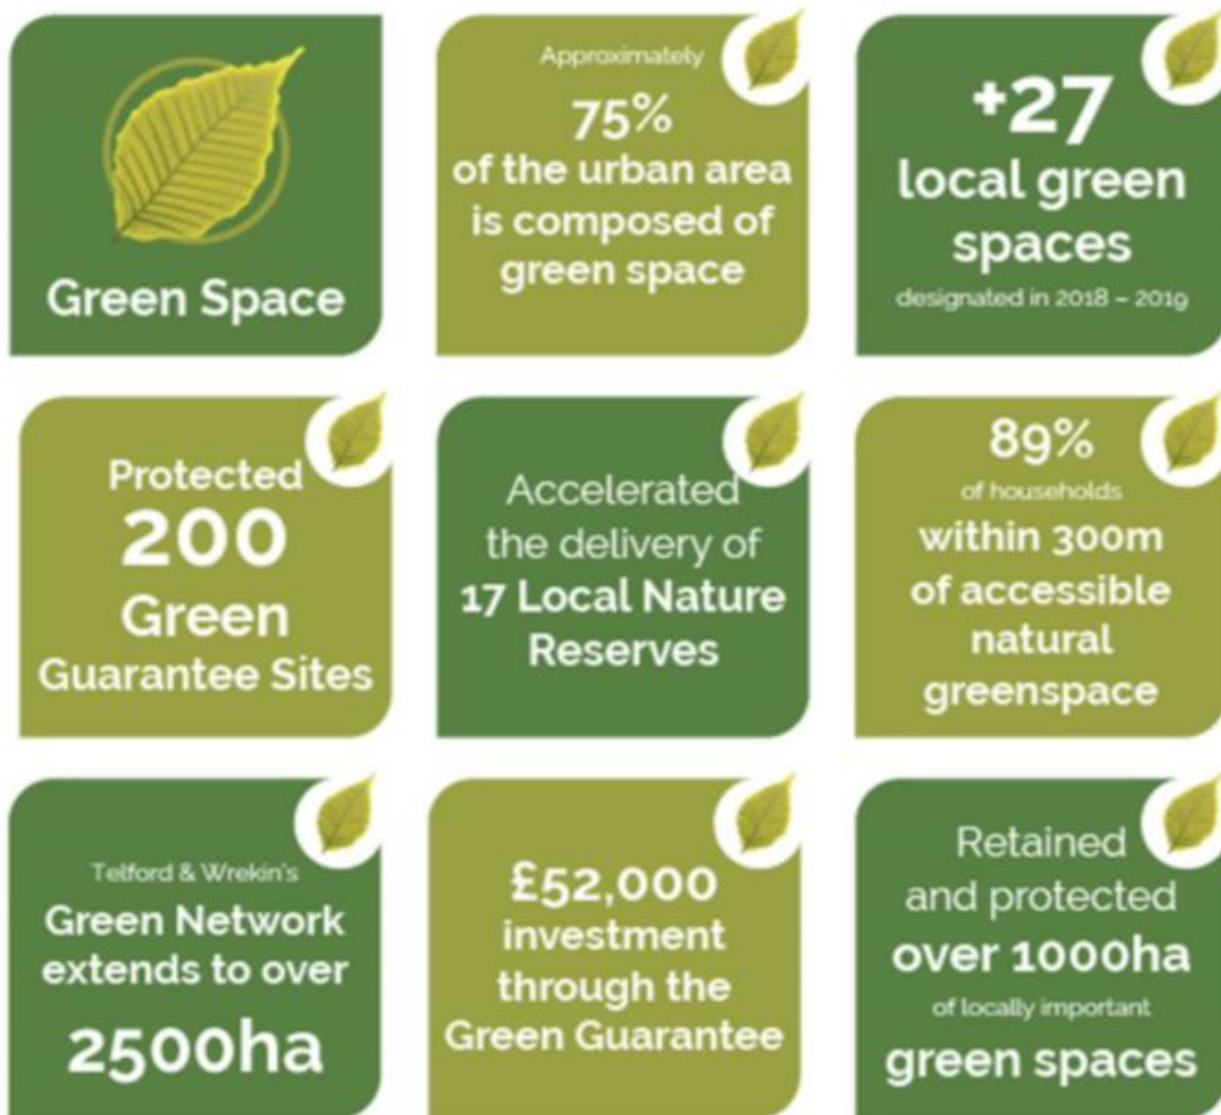 Green Space
Approximately
75%
of the urban area
is composed of
green space
+27
local green
spaces
designated in 2018 – 2019
Protected
200
Green
Guarantee Sites
Accelerated
the delivery of
17 Local Nature
Reserves
89%
of households
within 300m
of accessible
natural
greenspace
Telford & Wrekin's
Green Network
extends to over
2500ha
£52,000
investment
through the
Green Guarantee
Retained
and protected
over 1000ha
of locally important
green spaces